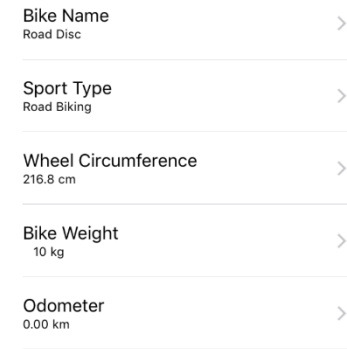 Bike Name
Road Disc
Sport Type
Road Biking
Wheel Circumference
216.8 cm
Bike Weight
10 kg
Odometer
0.00 km